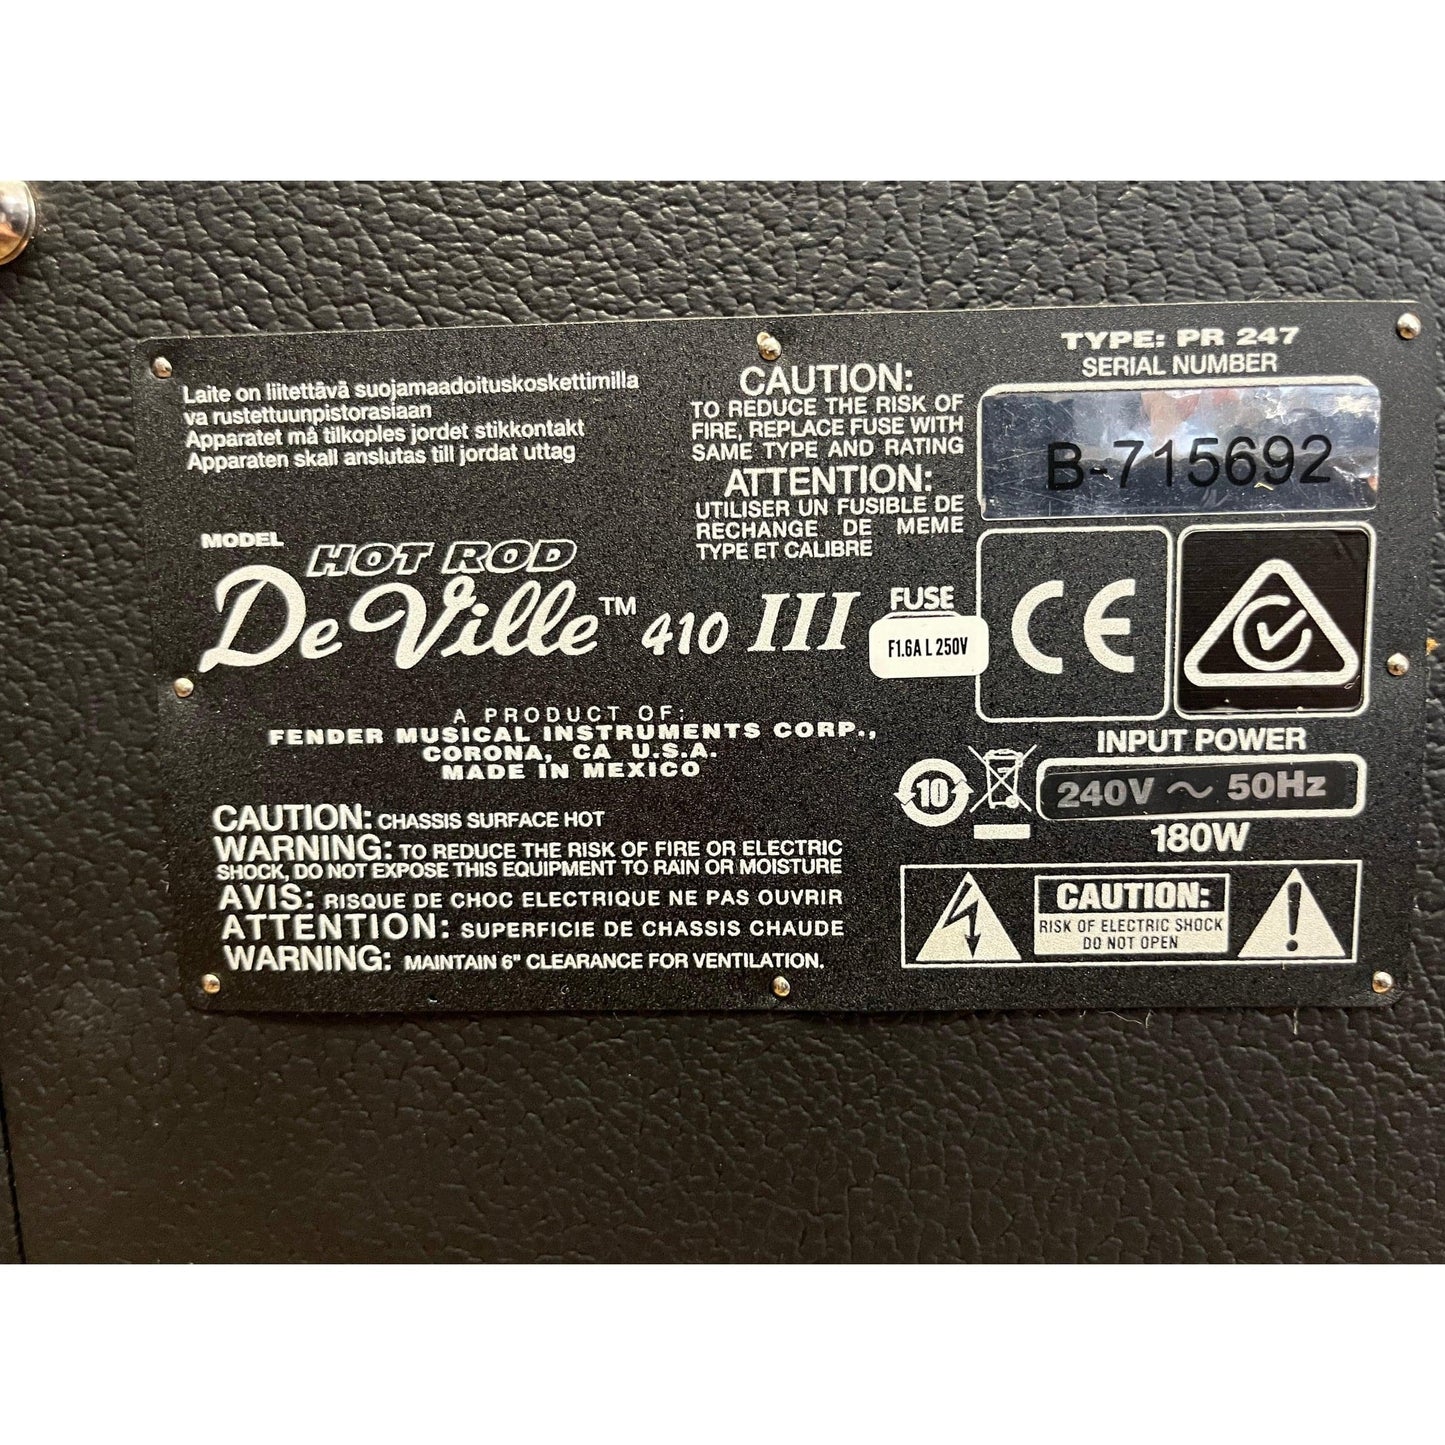 Laite on liitettävä suojamaadoituskoskettimilla
va rustettuunpistorasiaan
Apparatet må tilkoples jordet stikkontakt
Apparaten skall anslutas till jordat uttag
CAUTION:
TO REDUCE THE RISK OF
FIRE, REPLACE FUSE WITH
SAME TYPE AND RATING
ATTENTION:
UTILISER UN FUSIBLE DE
RECHANGE DE MEME
TYPE ET CALIBRE
TYPE: PR 247
SERIAL NUMBER
B-715692
MODEL
HOT ROD
DeVille™ 410 III
FUSE
F1.6A L 250V
CE
A PRODUCT OF:
FENDER MUSICAL INSTRUMENTS CORP.,
CORONA, CA U.S.A.
MADE IN MEXICO
INPUT POWER
10
240V ~ 50Hz
180W
CAUTION: CHASSIS SURFACE HOT
WARNING: TO REDUCE THE RISK OF FIRE OR ELECTRIC
SHOCK, DO NOT EXPOSE THIS EQUIPMENT TO RAIN OR MOISTURE
AVIS: RISQUE DE CHOC ELECTRIQUE NE PAS OUVRIR
ATTENTION: SUPERFICIE DE CHASSIS CHAUDE
WARNING: MAINTAIN 6" CLEARANCE FOR VENTILATION.
CAUTION:
RISK OF ELECTRIC SHOCK
DO NOT OPEN
!